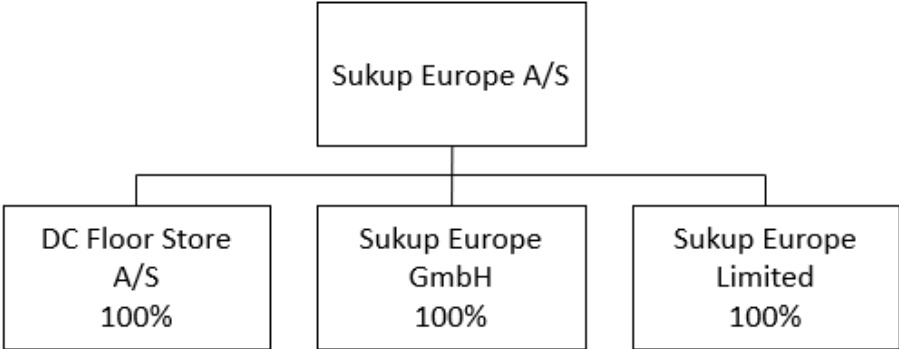 Sukup Europe A/S
DC Floor Store
A/S
100%
Sukup Europe
GmbH
100%
Sukup Europe
Limited
100%